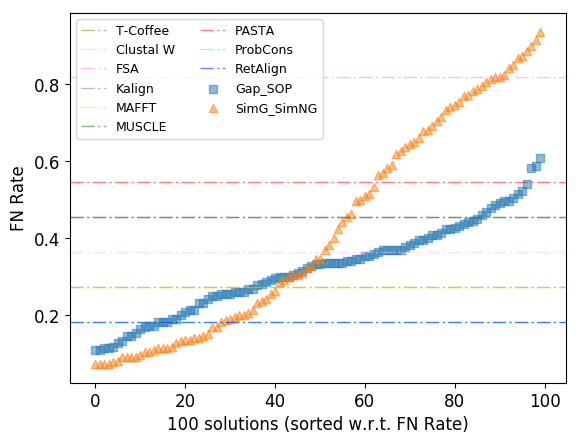 T-Coffee
Clustal W
FSA
Kalign
MAFFT
MUSCLE
PASTA
ProbCons
RetAlign
Gap_SOP
SimG_SimNG
FN Rate
0.8
0.6
0.4
0.2
0 20 40 60 80 100
100 solutions (sorted w.r.t. FN Rate)